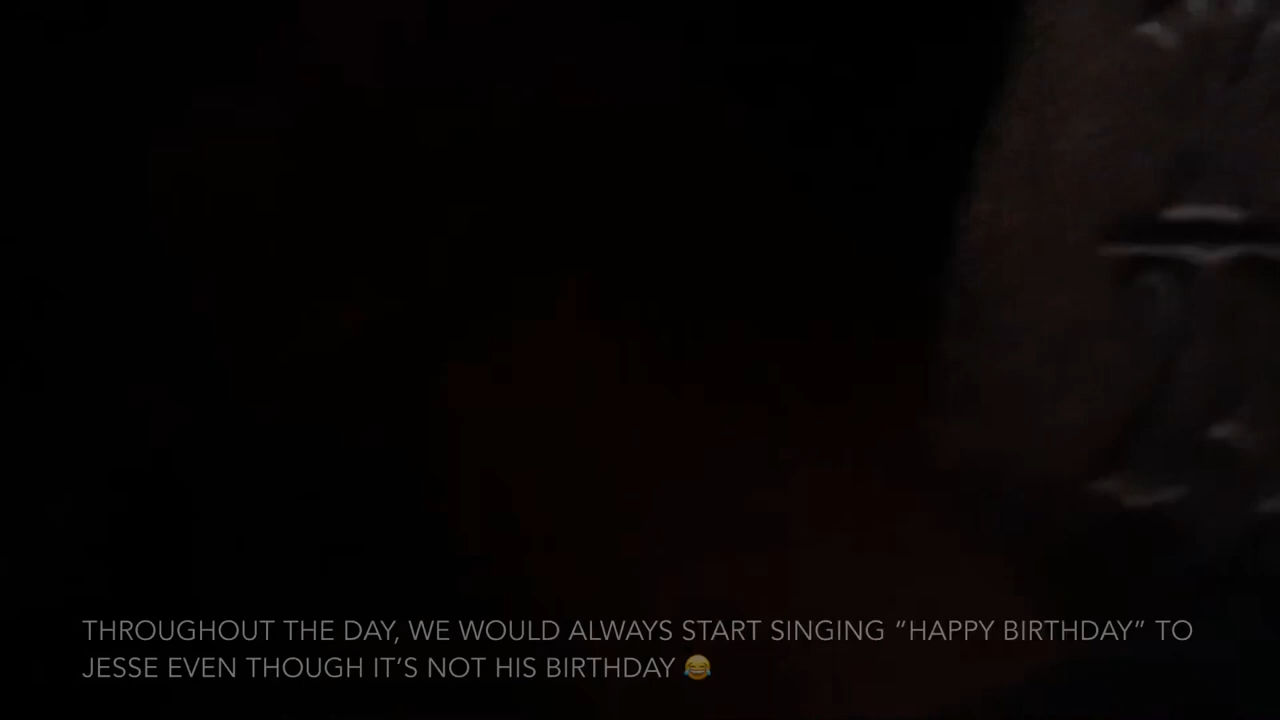 THROUGHOUT THE DAY, WE WOULD ALWAYS START SINGING “HAPPY BIRTHDAY” TO
JESSE EVEN THOUGH IT’S NOT HIS BIRTHDAY 😂